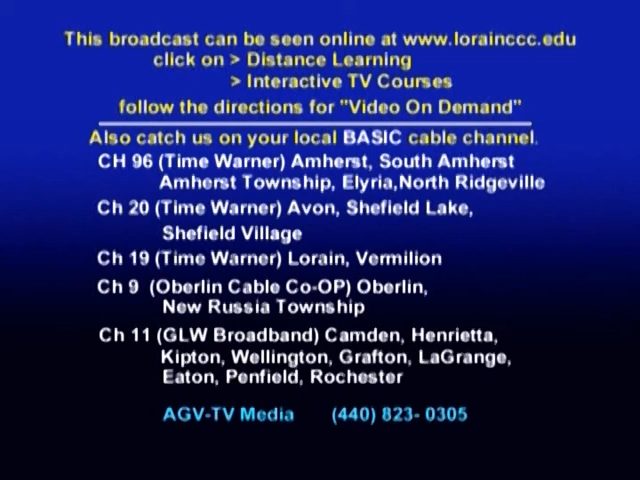 This broadcast can be seen online at www.lorainccc.edu
click on > Distance Learning
> Interactive TV Courses
follow the directions for "Video On Demand"
Also catch us on your local BASIC cable channel.
CH 96 (Time Warner) Amherst, South Amherst
Amherst Township, Elyria,North Ridgeville
Ch 20 (Time Warner) Avon, Shefield Lake,
Shefield Village
Ch 19 (Time Warner) Lorain, Vermilion
Ch 9 (Oberlin Cable Co-OP) Oberlin,
New Russia Township
Ch 11 (GLW Broadband) Camden, Henrietta,
Kipton, Wellington, Grafton, LaGrange,
Eaton, Penfield, Rochester
AGV-TV Media (440) 823- 0305